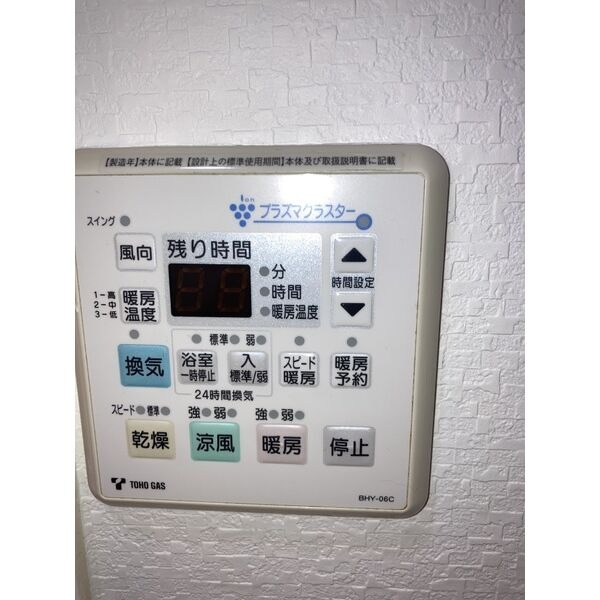 【製造年】本体に記載 【設計上の標準使用期間】本体及び取扱説明書に記載
ion
プラズマクラスター
スイング
風向
残り時間
88
分
時間
暖房温度
時間設定
1-高
2-中
3-低
暖房
温度
標準 弱
換気
浴室
一時停止
入
標準/弱
スピード
暖房
暖房
予約
24時間換気
スピード 標準
強 弱
強 弱
乾燥
涼風
暖房
停止
TOHO GAS
BHY-06C